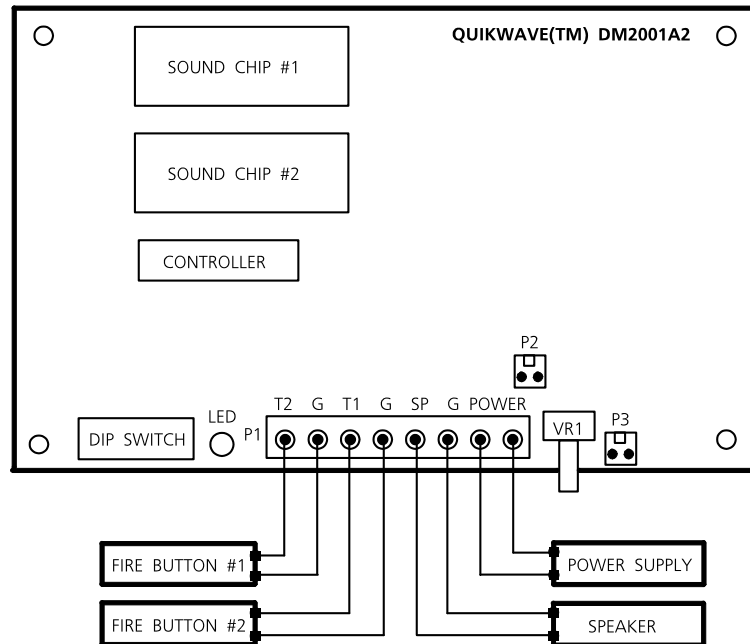 QUIKWAVE(TM) DM2001A2
SOUND CHIP #1
SOUND CHIP #2
CONTROLLER
P2
T2 G T1 G SP G POWER
LED
P1
DIP SWITCH
VR1
P3
FIRE BUTTON #1
POWER SUPPLY
FIRE BUTTON #2
SPEAKER